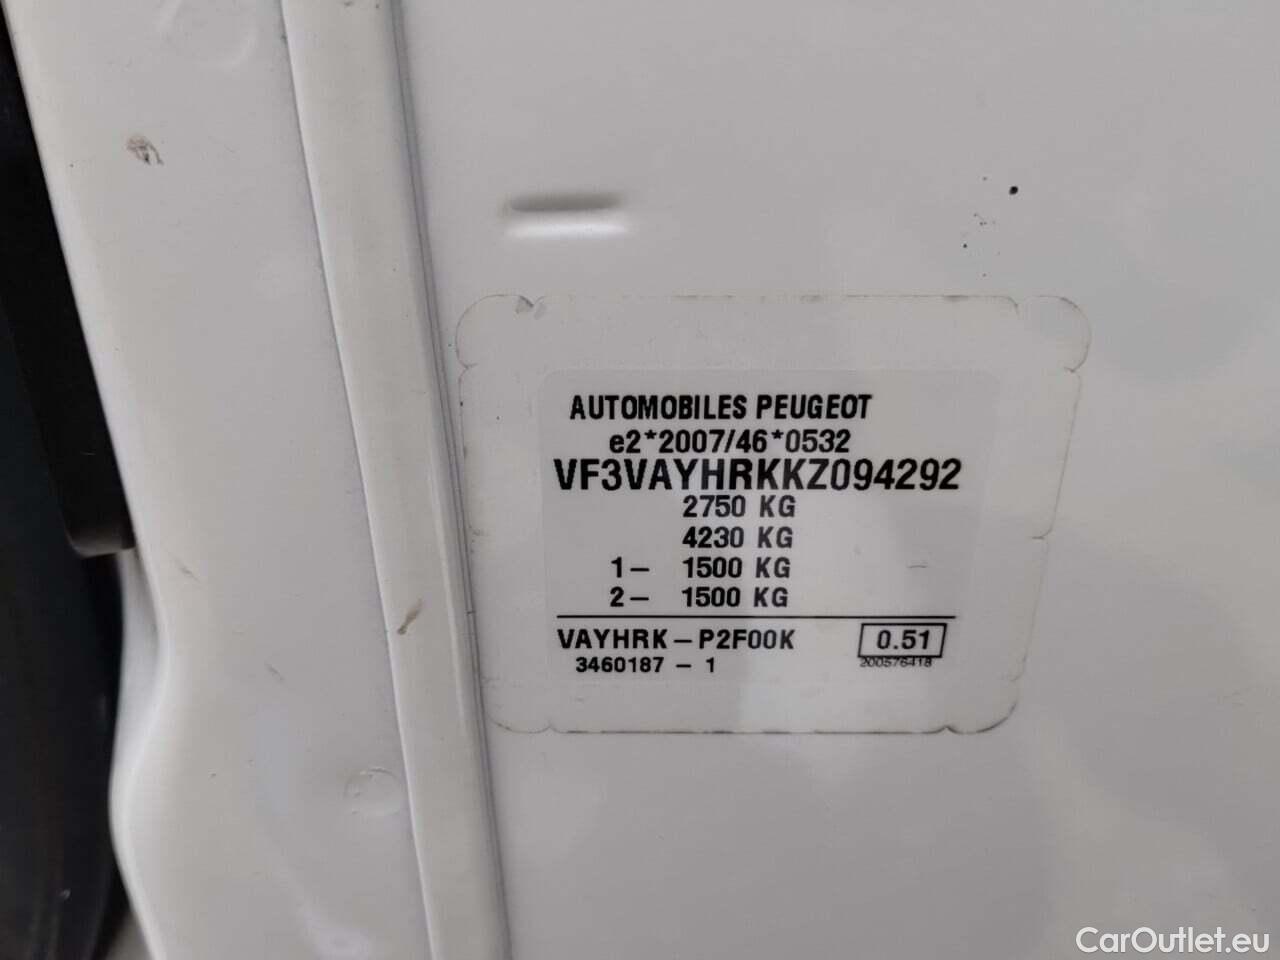 AUTOMOBILES PEUGEOT
e2*2007/46*0532
VF3VAYHRKKZ094292
2750 KG
4230 KG
1- 1500 KG
2- 1500 KG
VAYHRK-P2F00K 0.51
3460187 - 1 200576418
CarOutlet.eu